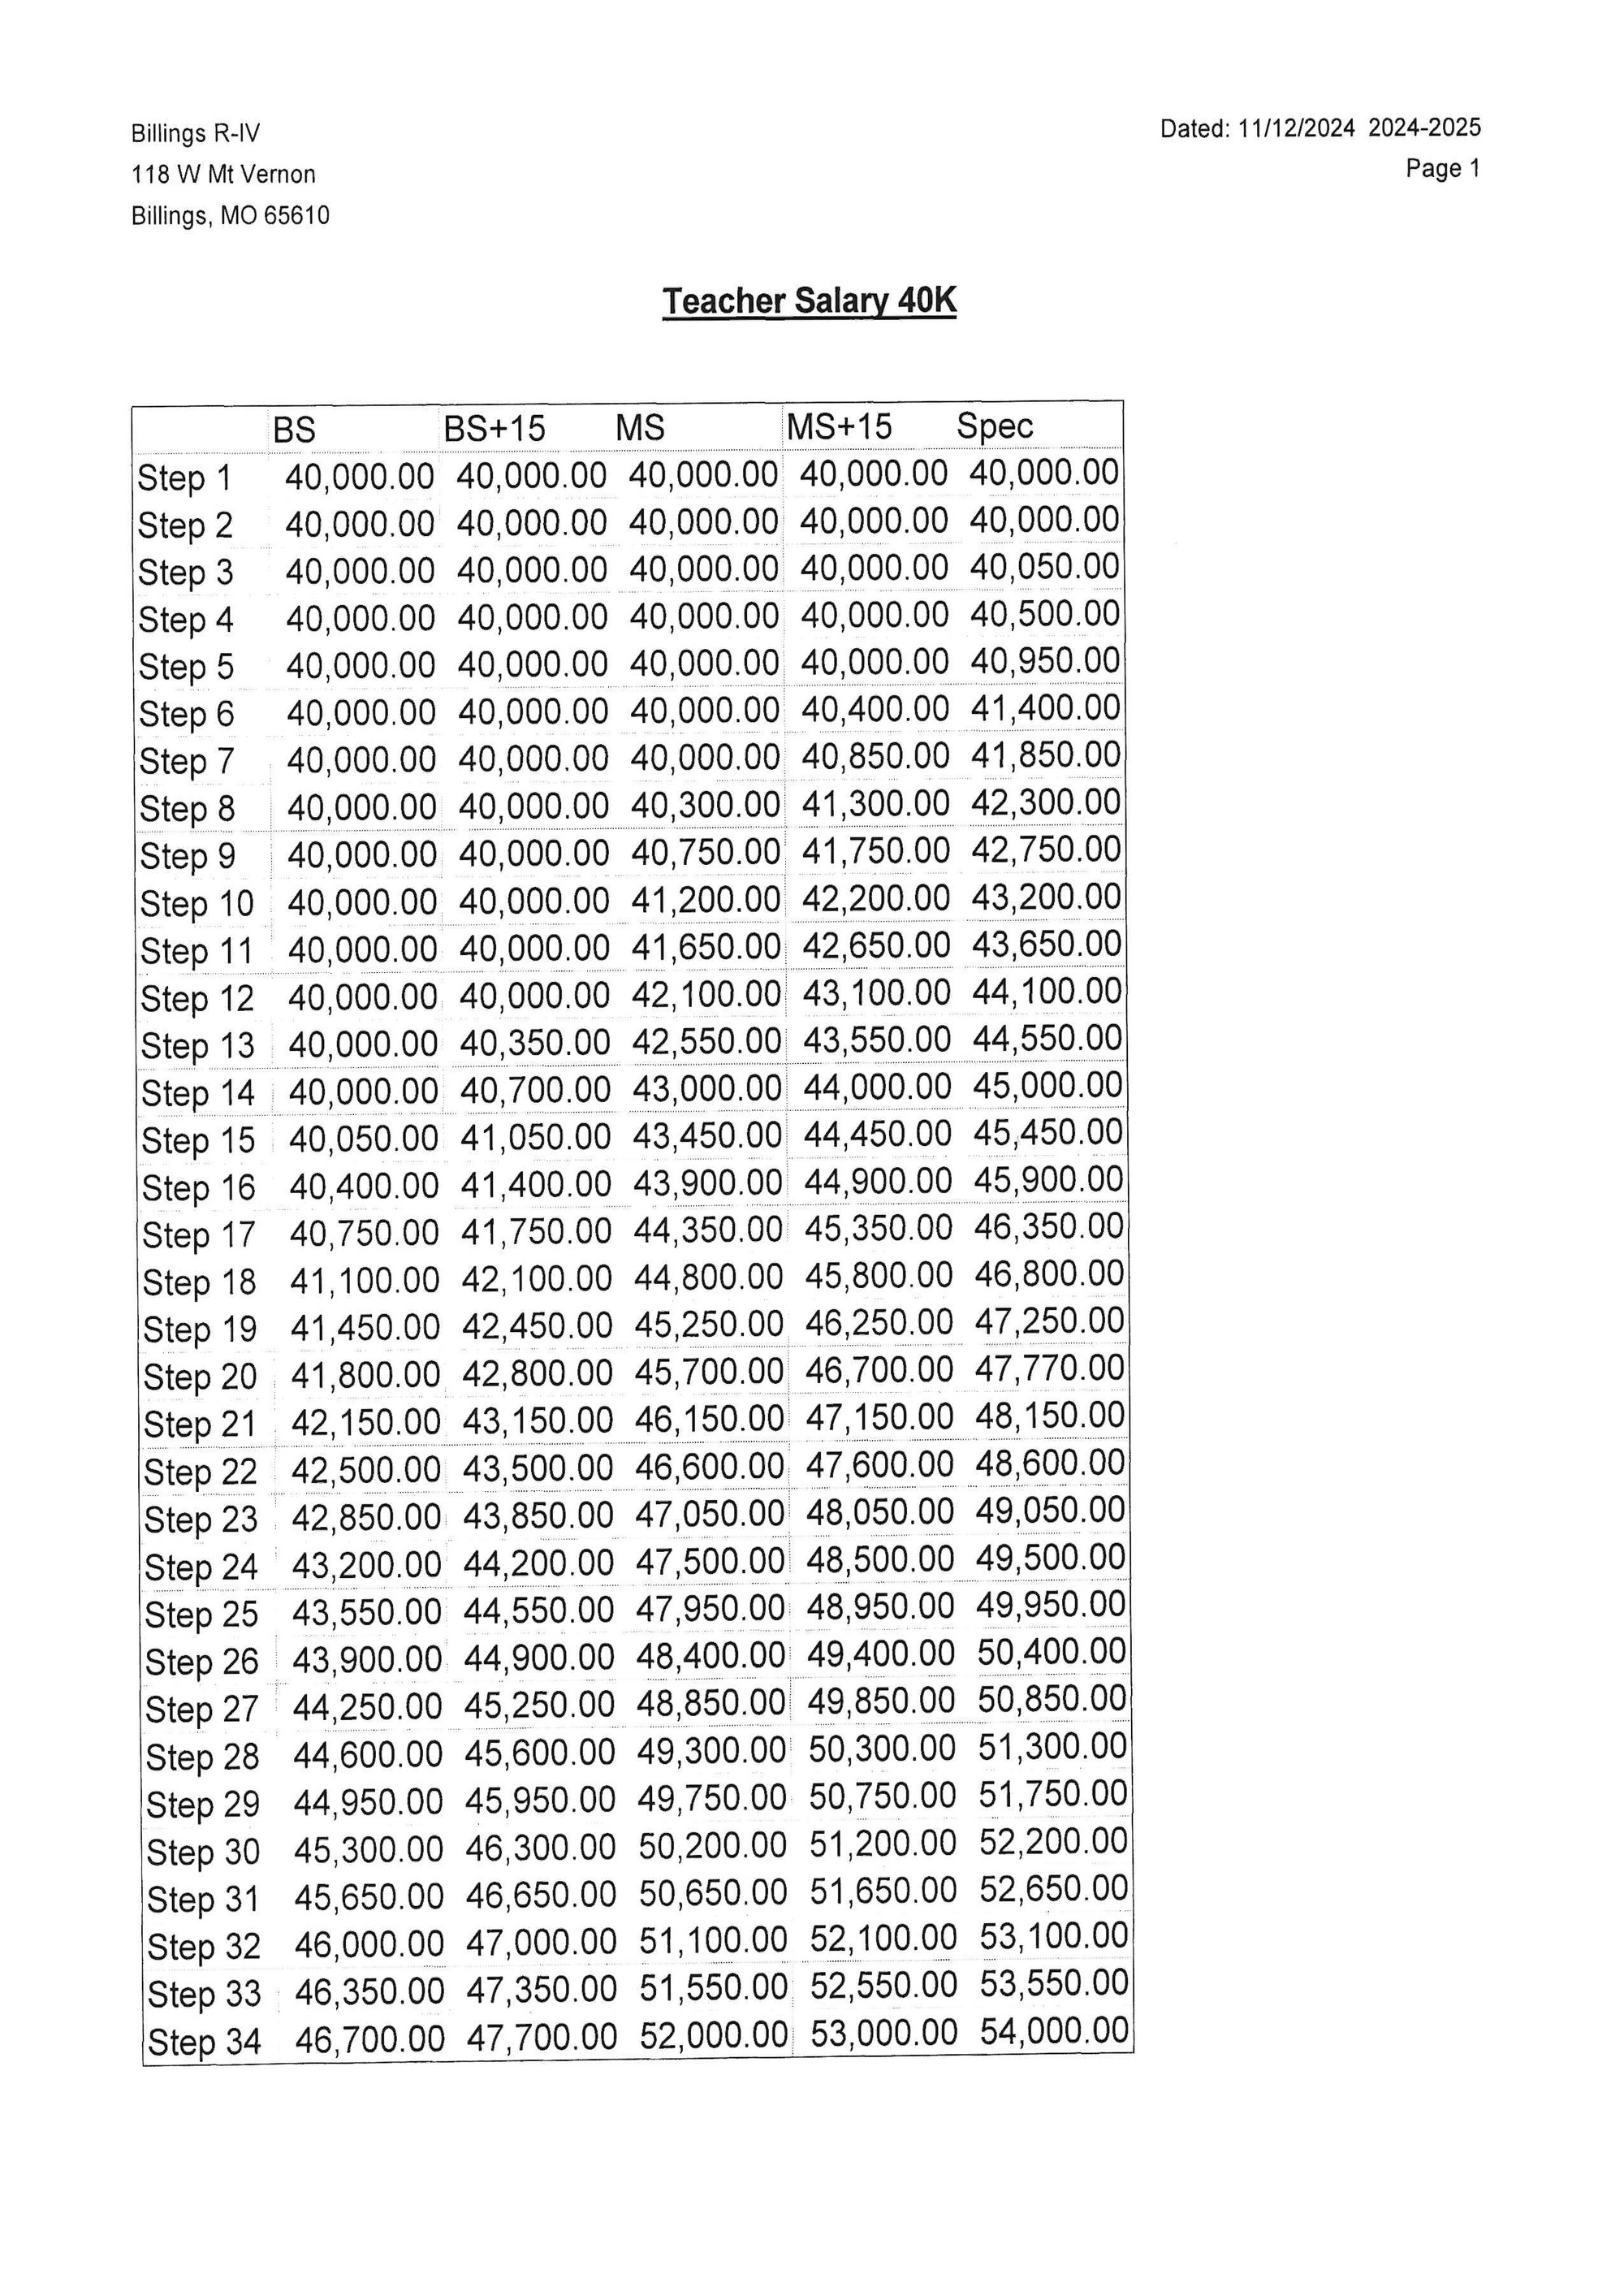 Billings R-IV
118 W Mt Vernon
Billings, MO 65610
Dated: 11/12/2024 2024-2025
Page 1
Teacher Salary 40K
BS BS+15 MS MS+15 Spec
Step 1 40,000.00 40,000.00 40,000.00 40,000.00 40,000.00
Step 2 40,000.00 40,000.00 40,000.00 40,000.00 40,000.00
Step 3 40,000.00 40,000.00 40,000.00 40,000.00 40,050.00
Step 4 40,000.00 40,000.00 40,000.00 40,000.00 40,500.00
Step 5 40,000.00 40,000.00 40,000.00 40,000.00 40,950.00
Step 6 40,000.00 40,000.00 40,000.00 40,400.00 41,400.00
Step 7 40,000.00 40,000.00 40,000.00 40,850.00 41,850.00
Step 8 40,000.00 40,000.00 40,300.00 41,300.00 42,300.00
Step 9 40,000.00 40,000.00 40,750.00 41,750.00 42,750.00
Step 10 40,000.00 40,000.00 41,200.00 42,200.00 43,200.00
Step 11 40,000.00 40,000.00 41,650.00 42,650.00 43,650.00
Step 12 40,000.00 40,000.00 42,100.00 43,100.00 44,100.00
Step 13 40,000.00 40,350.00 42,550.00 43,550.00 44,550.00
Step 14 40,000.00 40,700.00 43,000.00 44,000.00 45,000.00
Step 15 40,050.00 41,050.00 43,450.00 44,450.00 45,450.00
Step 16 40,400.00 41,400.00 43,900.00 44,900.00 45,900.00
Step 17 40,750.00 41,750.00 44,350.00 45,350.00 46,350.00
Step 18 41,100.00 42,100.00 44,800.00 45,800.00 46,800.00
Step 19 41,450.00 42,450.00 45,250.00 46,250.00 47,250.00
Step 20 41,800.00 42,800.00 45,700.00 46,700.00 47,770.00
Step 21 42,150.00 43,150.00 46,150.00 47,150.00 48,150.00
Step 22 42,500.00 43,500.00 46,600.00 47,600.00 48,600.00
Step 23 42,850.00 43,850.00 47,050.00 48,050.00 49,050.00
Step 24 43,200.00 44,200.00 47,500.00 48,500.00 49,500.00
Step 25 43,550.00 44,550.00 47,950.00 48,950.00 49,950.00
Step 26 43,900.00 44,900.00 48,400.00 49,400.00 50,400.00
Step 27 44,250.00 45,250.00 48,850.00 49,850.00 50,850.00
Step 28 44,600.00 45,600.00 49,300.00 50,300.00 51,300.00
Step 29 44,950.00 45,950.00 49,750.00 50,750.00 51,750.00
Step 30 45,300.00 46,300.00 50,200.00 51,200.00 52,200.00
Step 31 45,650.00 46,650.00 50,650.00 51,650.00 52,650.00
Step 32 46,000.00 47,000.00 51,100.00 52,100.00 53,100.00
Step 33 46,350.00 47,350.00 51,550.00 52,550.00 53,550.00
Step 34 46,700.00 47,700.00 52,000.00 53,000.00 54,000.00